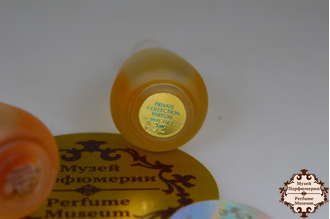 PRIVATE
COLLECTION
PARFUM
Музей
Парфюмерии
Perfume
Museum
Музей
Парфюмерии
Perfume
Museum